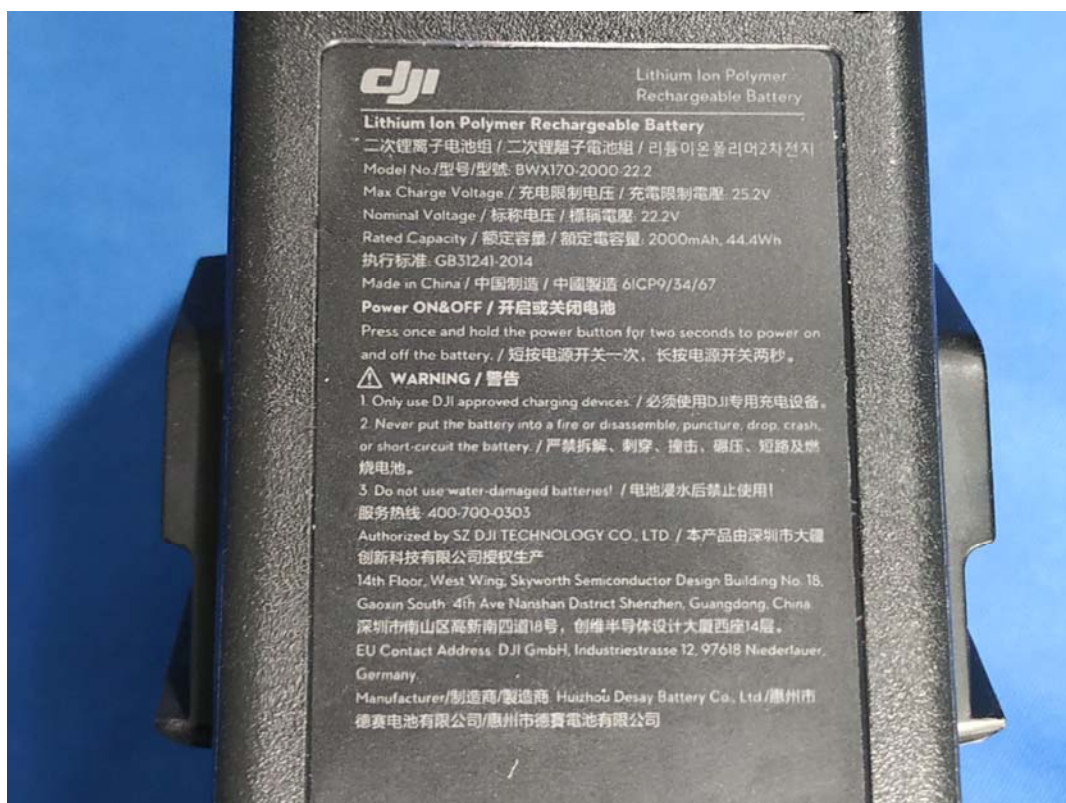 dji
Lithium Ion Polymer
Rechargeable Battery
Lithium Ion Polymer Rechargeable Battery
二次锂离子电池组 / 二次鋰離子電池組 / 리튬이온폴리머2차전지
Model No./型号/型號: BWX170-2000-22.2
Max Charge Voltage / 充电限制电压 / 充電限制電壓: 25.2V
Nominal Voltage / 标称电压 / 標稱電壓: 22.2V
Rated Capacity / 额定容量 / 額定電容量: 2000mAh, 44.4Wh
执行标准: GB31241-2014
Made in China / 中国制造 / 中國製造 6ICP9/34/67
Power ON&OFF / 开启或关闭电池
Press once and hold the power button for two seconds to power on
and off the battery. / 短按电源开关一次，长按电源开关两秒。
WARNING / 警告
1. Only use DJI approved charging devices. / 必须使用DJI专用充电设备。
2. Never put the battery into a fire or disassemble, puncture, drop, crash,
or short-circuit the battery. / 严禁拆解、刺穿、撞击、碾压、短路及燃
烧电池。
3. Do not use water-damaged batteries! / 电池浸水后禁止使用！
服务热线: 400-700-0303
Authorized by SZ DJI TECHNOLOGY CO., LTD. / 本产品由深圳市大疆
创新科技有限公司授权生产
14th Floor, West Wing, Skyworth Semiconductor Design Building No. 18,
Gaoxin South 4th Ave Nanshan District Shenzhen, Guangdong, China
深圳市南山区高新南四道18号，创维半导体设计大厦西座14层。
EU Contact Address: DJI GmbH, Industriestrasse 12, 97618 Niederlauer,
Germany
Manufacturer/制造商/製造商: Huizhou Desay Battery Co., Ltd./惠州市
德赛电池有限公司/惠州市德賽電池有限公司